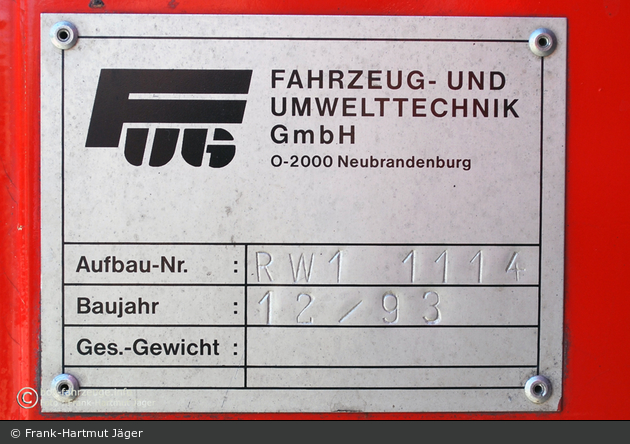 FUG
FAHRZEUG- UND
UMWELTTECHNIK
GmbH
O-2000 Neubrandenburg
Aufbau-Nr. : RW1 1114
Baujahr : 12/93
Ges.-Gewicht :
© Frank-Hartmut Jäger